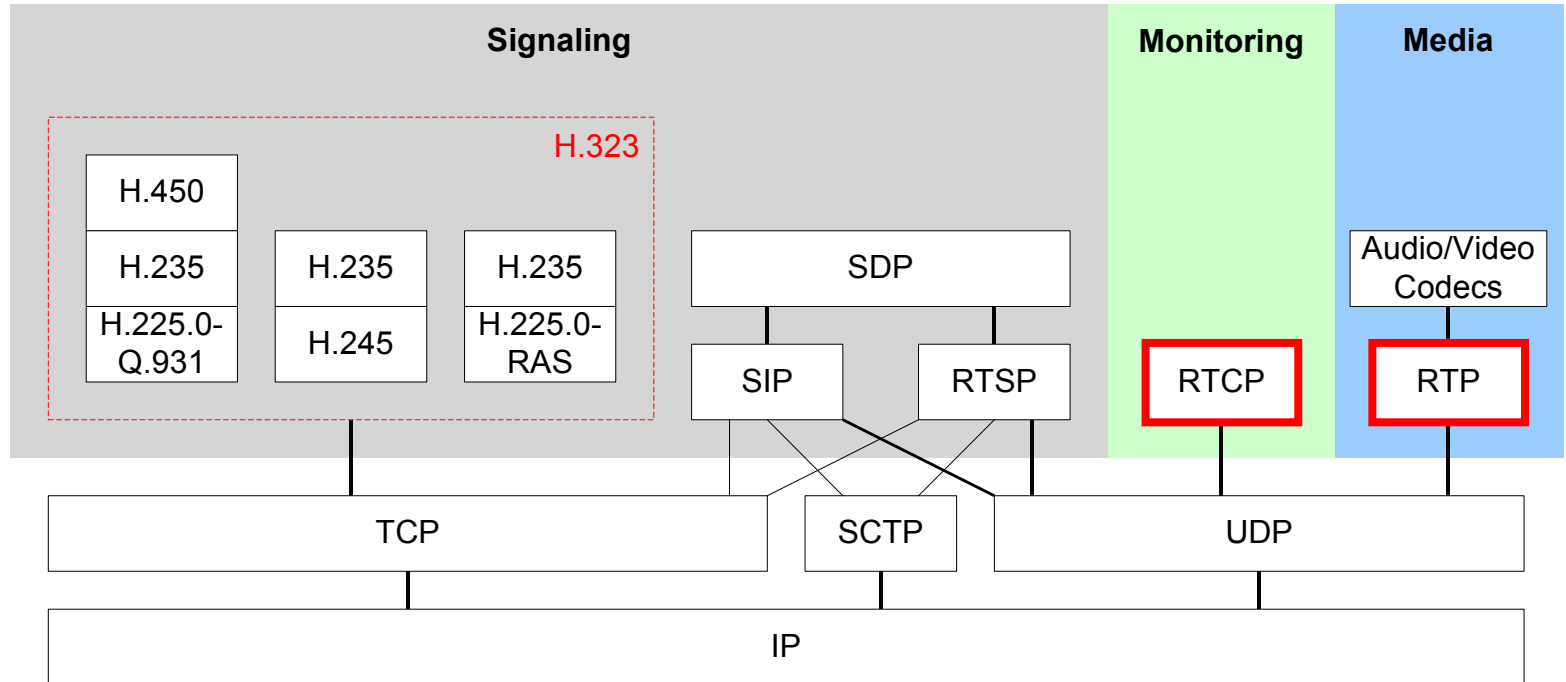 Signaling
Monitoring
Media
H.323
H.450
H.235
H.225.0-
Q.931
H.235
H.245
H.235
H.225.0-
RAS
SDP
SIP
RTSP
RTCP
Audio/Video
Codecs
RTP
TCP
SCTP
UDP
IP